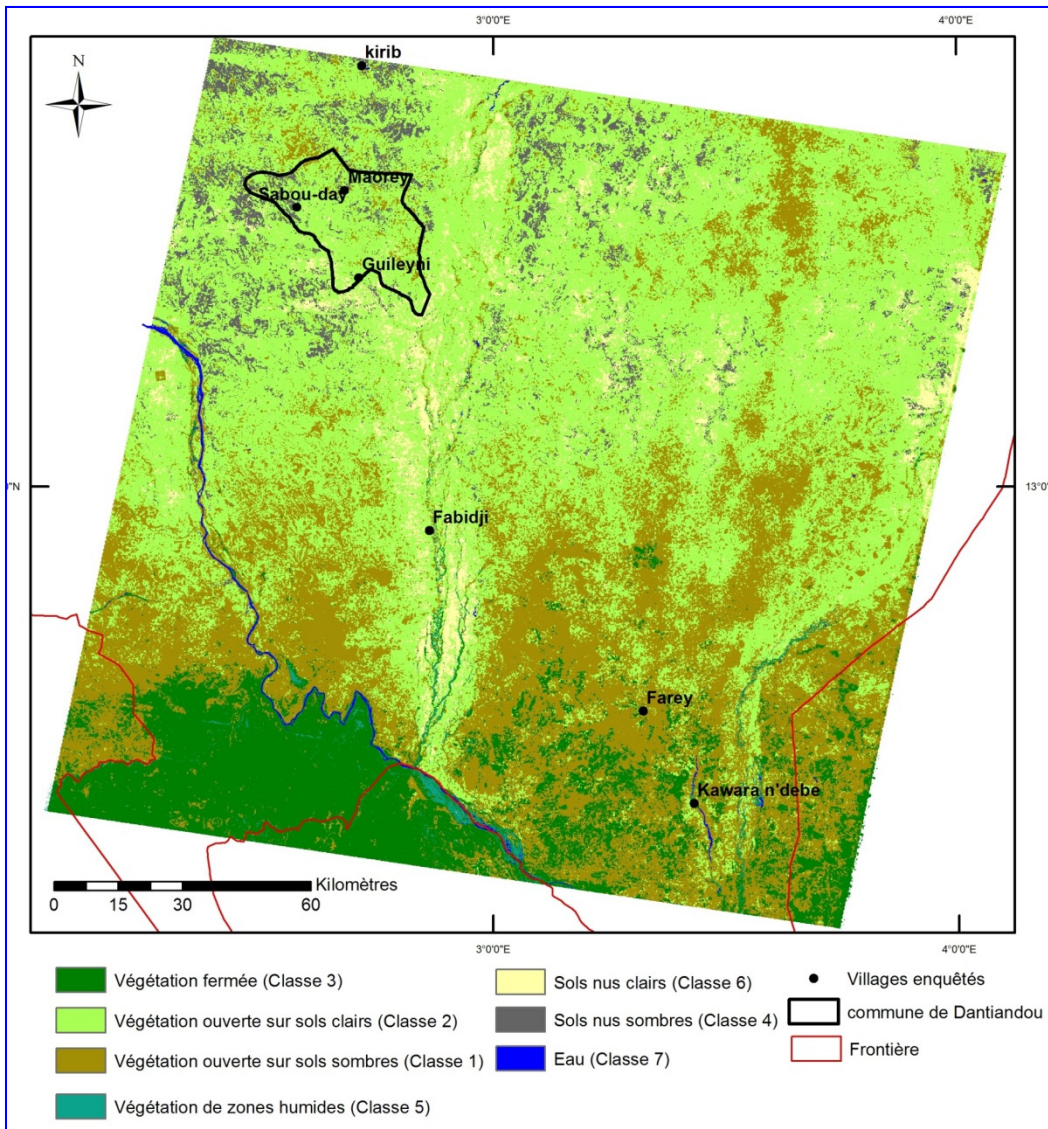 3°0'0"E 4°0'0"E
N
kirib
Maorey
Sabou-day
Guileyni
0"N 13°0'
Fabidji
Farey
Kawara n'debe
Kilomètres
0 15 30 60
3°0'0"E 4°0'0"E
Végétation fermée (Classe 3)
Végétation ouverte sur sols clairs (Classe 2)
Végétation ouverte sur sols sombres (Classe 1)
Végétation de zones humides (Classe 5)
Sols nus clairs (Classe 6)
Sols nus sombres (Classe 4)
Eau (Classe 7)
Villages enquêtés
commune de Dantiandou
Frontière